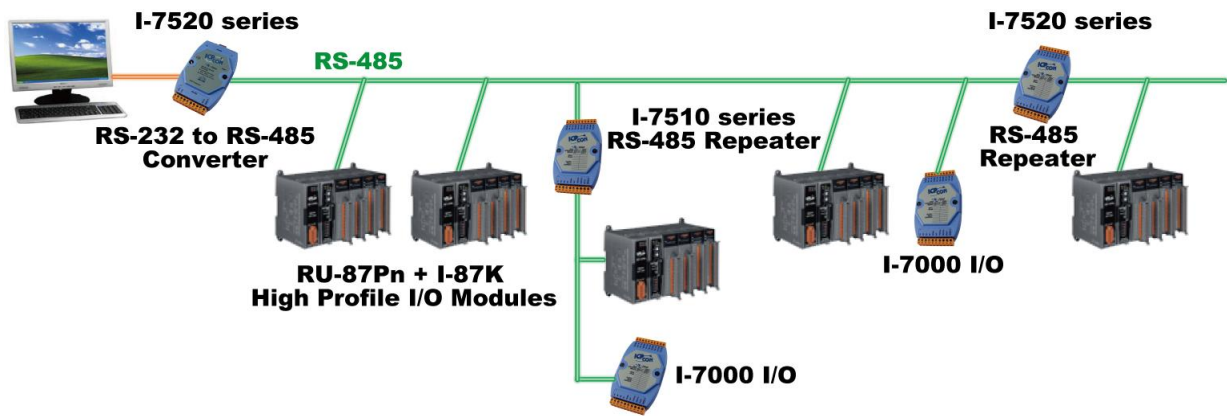 I-7520 series
I-7520 series
RS-485
RS-232 to RS-485
Converter
I-7510 series
RS-485 Repeater
RS-485
Repeater
I-7000 I/O
RU-87Pn + I-87K
High Profile I/O Modules
I-7000 I/O